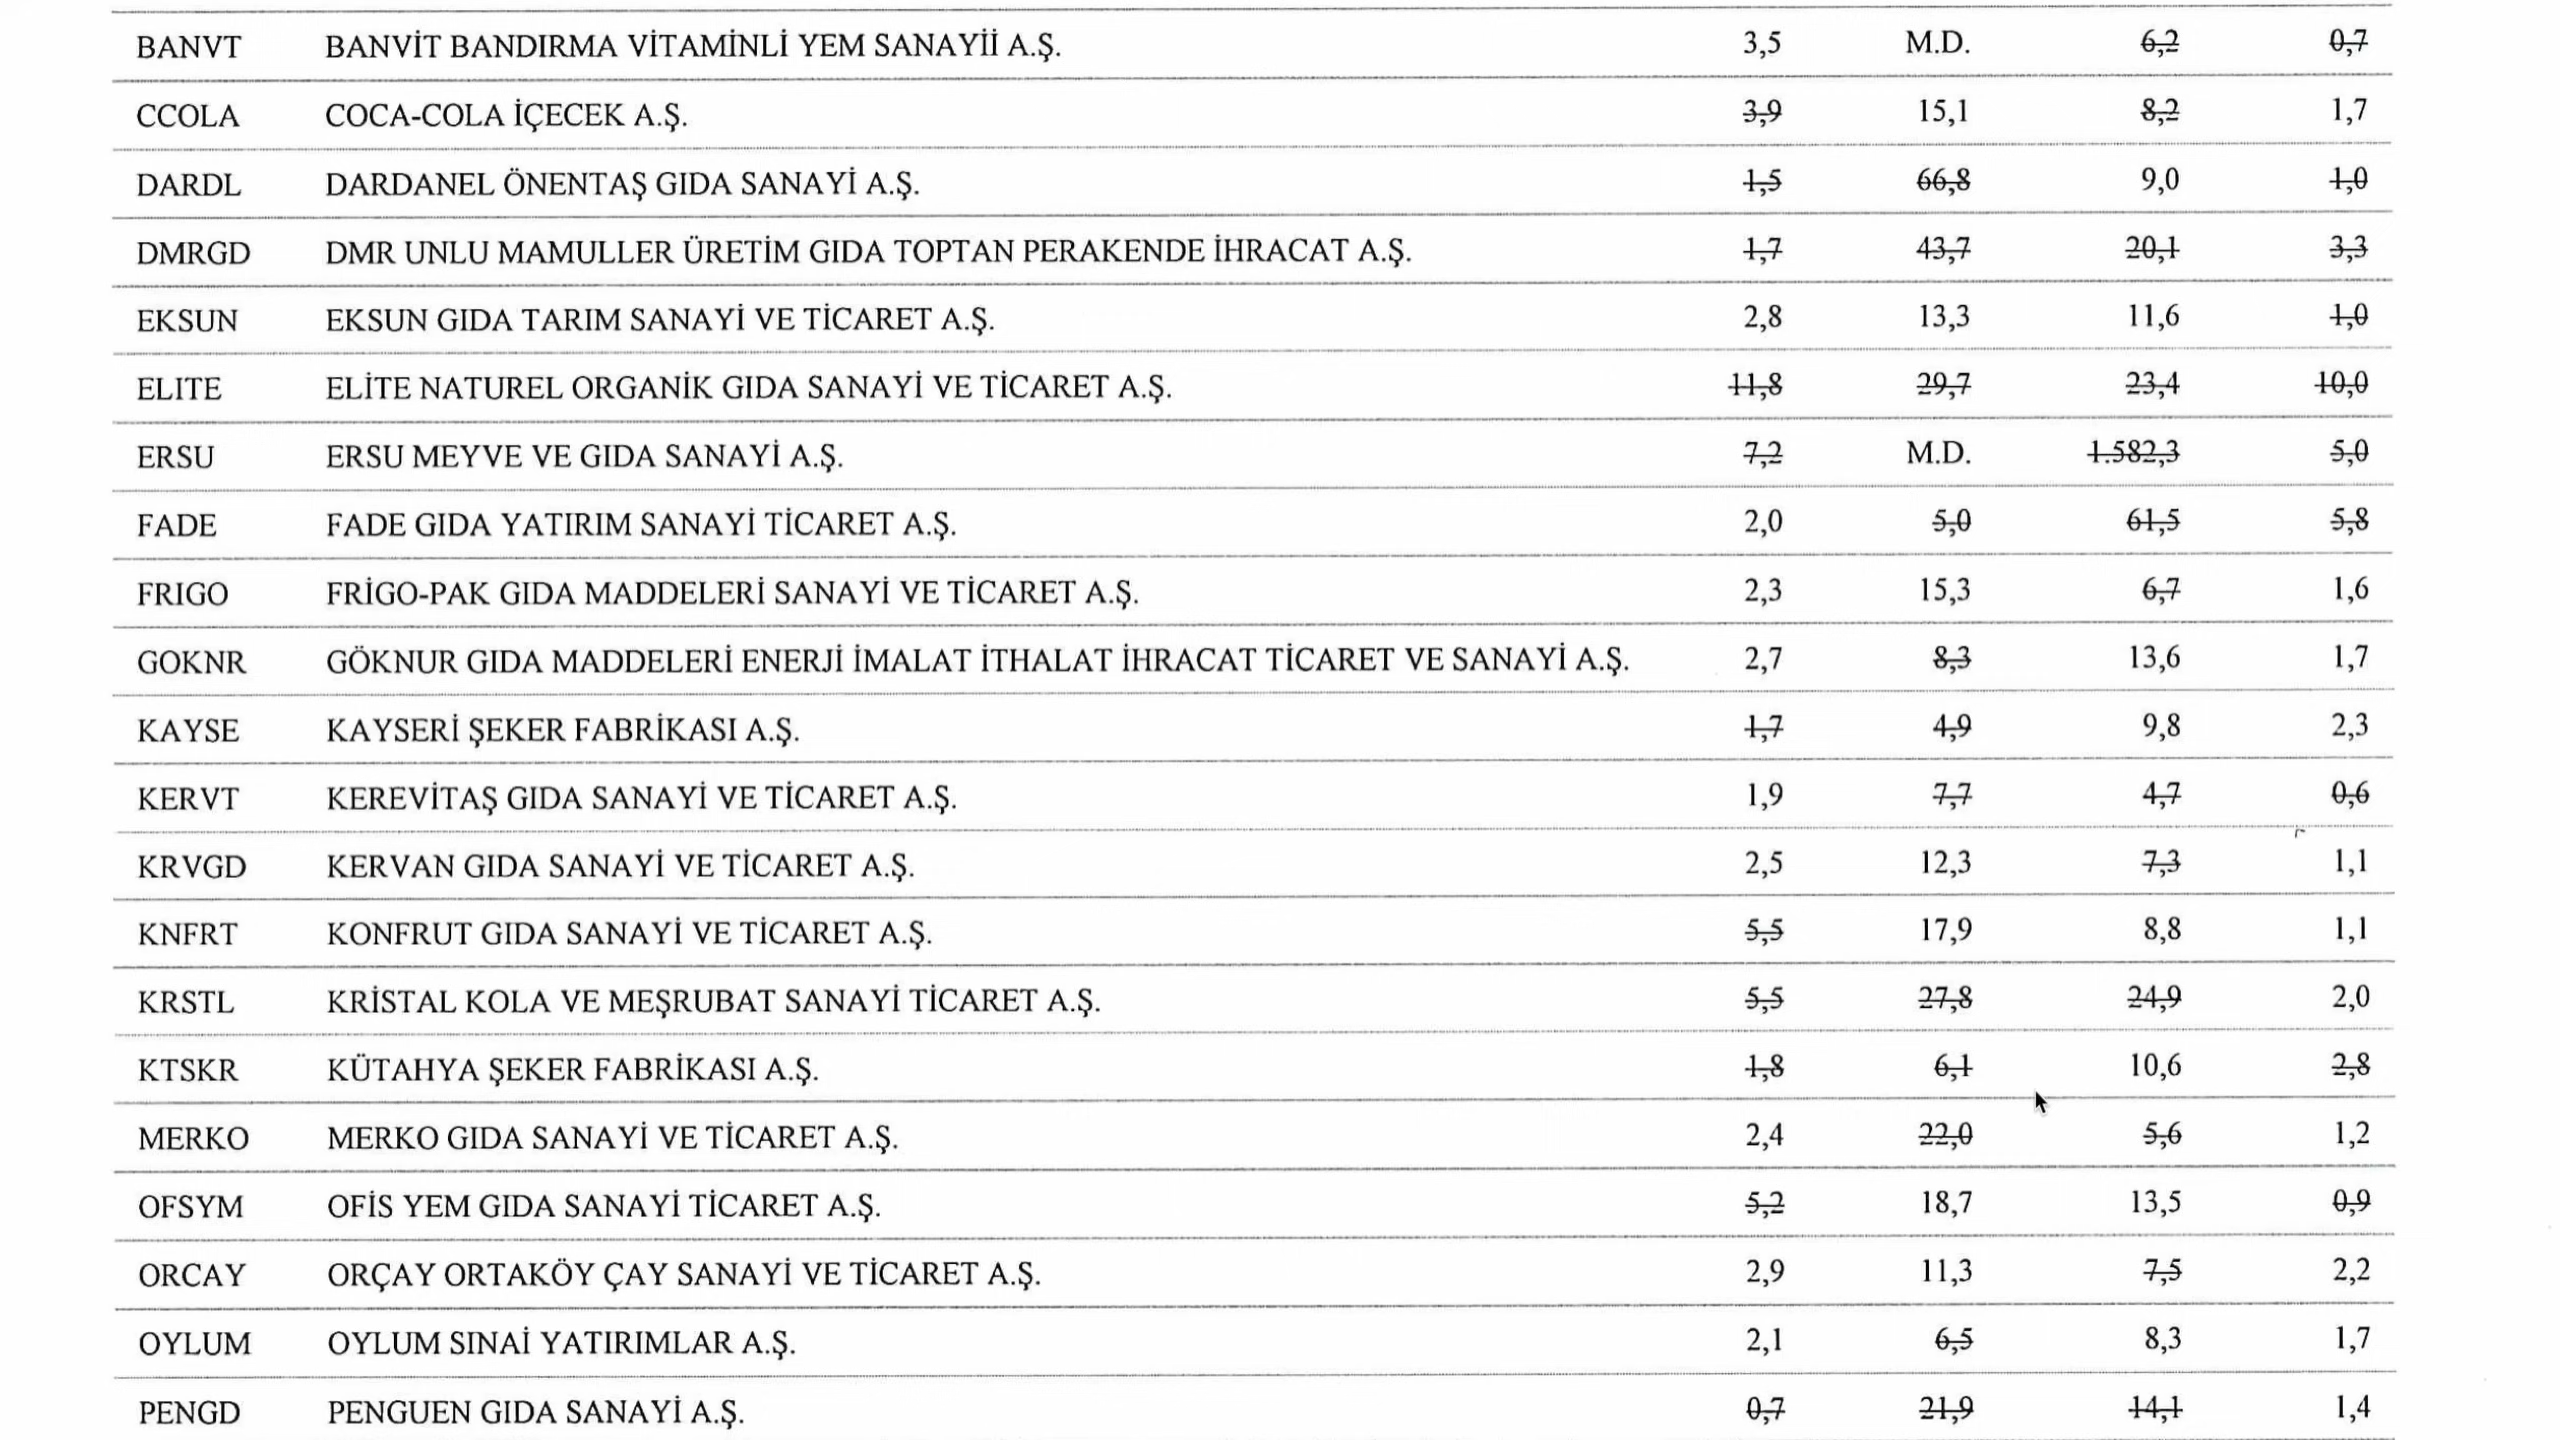 BANVT BANVİT BANDIRMA VİTAMİNLİ YEM SANAYİİ A.Ş. 3,5 M.D. 6,2 0,7
CCOLA COCA-COLA İÇECEK A.Ş. 3,9 15,1 8,2 1,7
DARDL DARDANEL ÖNENTAŞ GIDA SANAYİ A.Ş. 1,5 66,8 9,0 1,0
DMRGD DMR UNLU MAMULLER ÜRETİM GIDA TOPTAN PERAKENDE İHRACAT A.Ş. 1,7 43,7 20,1 3,3
EKSUN EKSUN GIDA TARIM SANAYİ VE TİCARET A.Ş. 2,8 13,3 11,6 1,0
ELITE ELİTE NATUREL ORGANİK GIDA SANAYİ VE TİCARET A.Ş. 11,8 29,7 23,4 10,0
ERSU ERSU MEYVE VE GIDA SANAYİ A.Ş. 7,2 M.D. 1.582,3 5,0
FADE FADE GIDA YATIRIM SANAYİ TİCARET A.Ş. 2,0 5,0 61,5 5,8
FRIGO FRİGO-PAK GIDA MADDELERİ SANAYİ VE TİCARET A.Ş. 2,3 15,3 6,7 1,6
GOKNR GÖKNUR GIDA MADDELERİ ENERJİ İMALAT İTHALAT İHRACAT TİCARET VE SANAYİ A.Ş. 2,7 8,3 13,6 1,7
KAYSE KAYSERİ ŞEKER FABRİKASI A.Ş. 1,7 4,9 9,8 2,3
KERVT KEREVİTAŞ GIDA SANAYİ VE TİCARET A.Ş. 1,9 7,7 4,7 0,6
KRVGD KERVAN GIDA SANAYİ VE TİCARET A.Ş. 2,5 12,3 7,3 1,1
KNFRT KONFRUT GIDA SANAYİ VE TİCARET A.Ş. 5,5 17,9 8,8 1,1
KRSTL KRİSTAL KOLA VE MEŞRUBAT SANAYİ TİCARET A.Ş. 5,5 27,8 24,9 2,0
KTSKR KÜTAHYA ŞEKER FABRİKASI A.Ş. 1,8 6,1 10,6 2,8
MERKO MERKO GIDA SANAYİ VE TİCARET A.Ş. 2,4 22,0 5,6 1,2
OFSYM OFİS YEM GIDA SANAYİ TİCARET A.Ş. 5,2 18,7 13,5 0,9
ORCAY ORÇAY ORTAKÖY ÇAY SANAYİ VE TİCARET A.Ş. 2,9 11,3 7,5 2,2
OYLUM OYLUM SINAİ YATIRIMLAR A.Ş. 2,1 6,5 8,3 1,7
PENGD PENGUEN GIDA SANAYİ A.Ş. 0,7 21,9 14,1 1,4